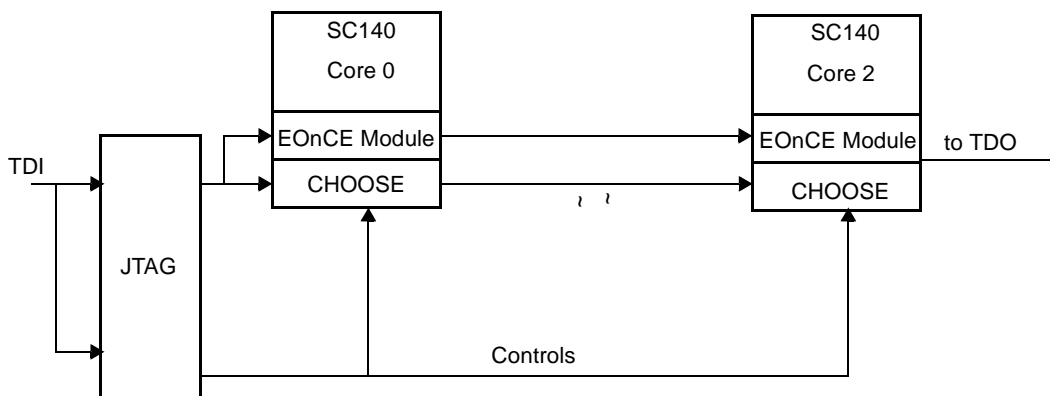 SC140
Core 0
EOnCE Module
CHOOSE
SC140
Core 2
EOnCE Module
CHOOSE
to TDO
TDI
JTAG
Controls